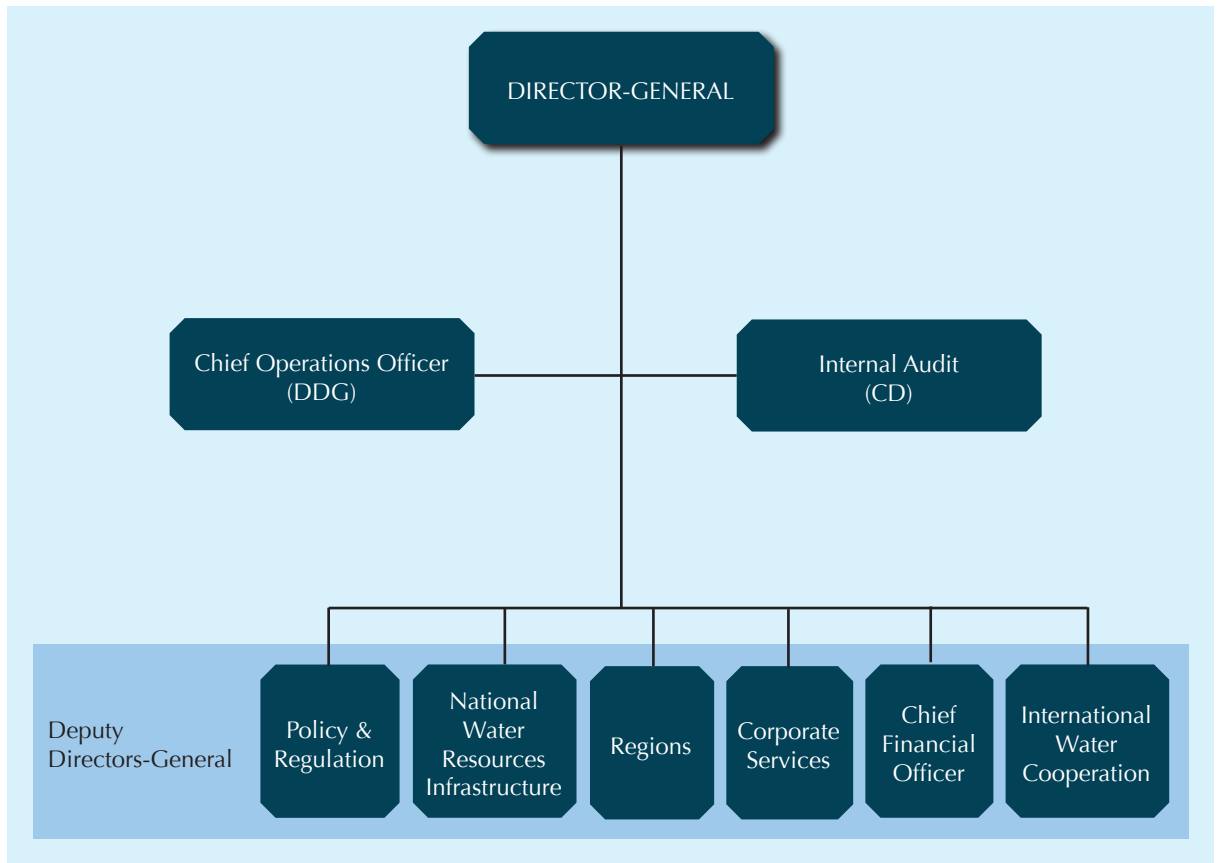 DIRECTOR-GENERAL
Chief Operations Officer
(DDG)
Internal Audit
(CD)
Deputy
Directors-General
Policy &
Regulation
National
Water
Resources
Infrastructure
Regions
Corporate
Services
Chief
Financial
Officer
International
Water
Cooperation